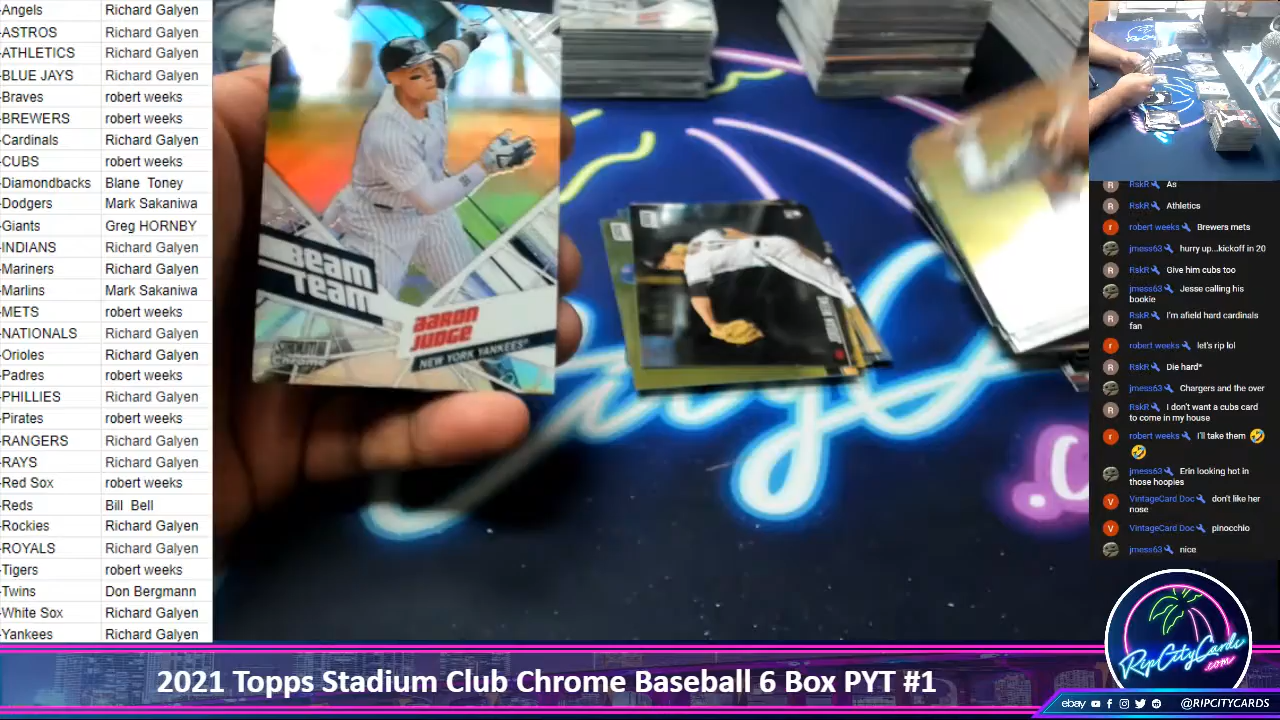 -Angels Richard Galyen
-ASTROS Richard Galyen
-ATHLETICS Richard Galyen
-BLUE JAYS Richard Galyen
-Braves robert weeks
-BREWERS robert weeks
-Cardinals Richard Galyen
-CUBS robert weeks
-Diamondbacks Blane Toney
-Dodgers Mark Sakaniwa
-Giants Greg HORNBY
-INDIANS Richard Galyen
-Mariners Richard Galyen
-Marlins Mark Sakaniwa
-METS robert weeks
-NATIONALS Richard Galyen
-Orioles Richard Galyen
-Padres robert weeks
-PHILLIES Richard Galyen
-Pirates robert weeks
-RANGERS Richard Galyen
-RAYS Richard Galyen
-Red Sox robert weeks
-Reds Bill Bell
-Rockies Richard Galyen
-ROYALS Richard Galyen
-Tigers robert weeks
-Twins Don Bergmann
-White Sox Richard Galyen
-Yankees Richard Galyen
BEAM
TEAM
AARON
JUDGE
NEW YORK YANKEES
STADIUM CLUB
CHROME
RskR As
RskR Athletics
robert weeks Brewers mets
jmess63 hurry up...kickoff in 20
RskR Give him cubs too
jmess63 Jesse calling his
bookie
RskR I'm afield hard cardinals
fan
robert weeks let's rip lol
RskR Die hard*
jmess63 Chargers and the over
RskR I don't want a cubs card
to come in my house
robert weeks I'll take them 🤣
🤣
jmess63 Erin looking hot in
those hoopies
VintageCard Doc don't like her
nose
VintageCard Doc pinocchio
jmess63 nice
RipCityCards
.com
2021 Topps Stadium Club Chrome Baseball 6 Box PYT #1
ebay @RIPCITYCARDS